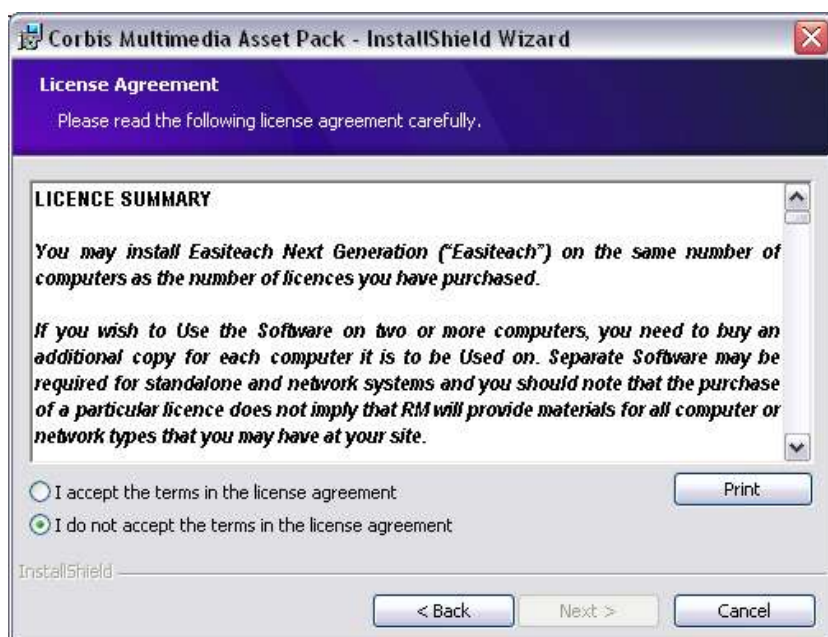 Corbis Multimedia Asset Pack - InstallShield Wizard
License Agreement
Please read the following license agreement carefully.
LICENCE SUMMARY
You may install Easiteach Next Generation ("Easiteach") on the same number of
computers as the number of licences you have purchased.
If you wish to Use the Software on two or more computers, you need to buy an
additional copy for each computer it is to be Used on. Separate Software may be
required for standalone and network systems and you should note that the purchase
of a particular licence does not imply that RM will provide materials for all computer or
network types that you may have at your site.
I accept the terms in the license agreement
Print
I do not accept the terms in the license agreement
InstallShield
< Back
Next >
Cancel